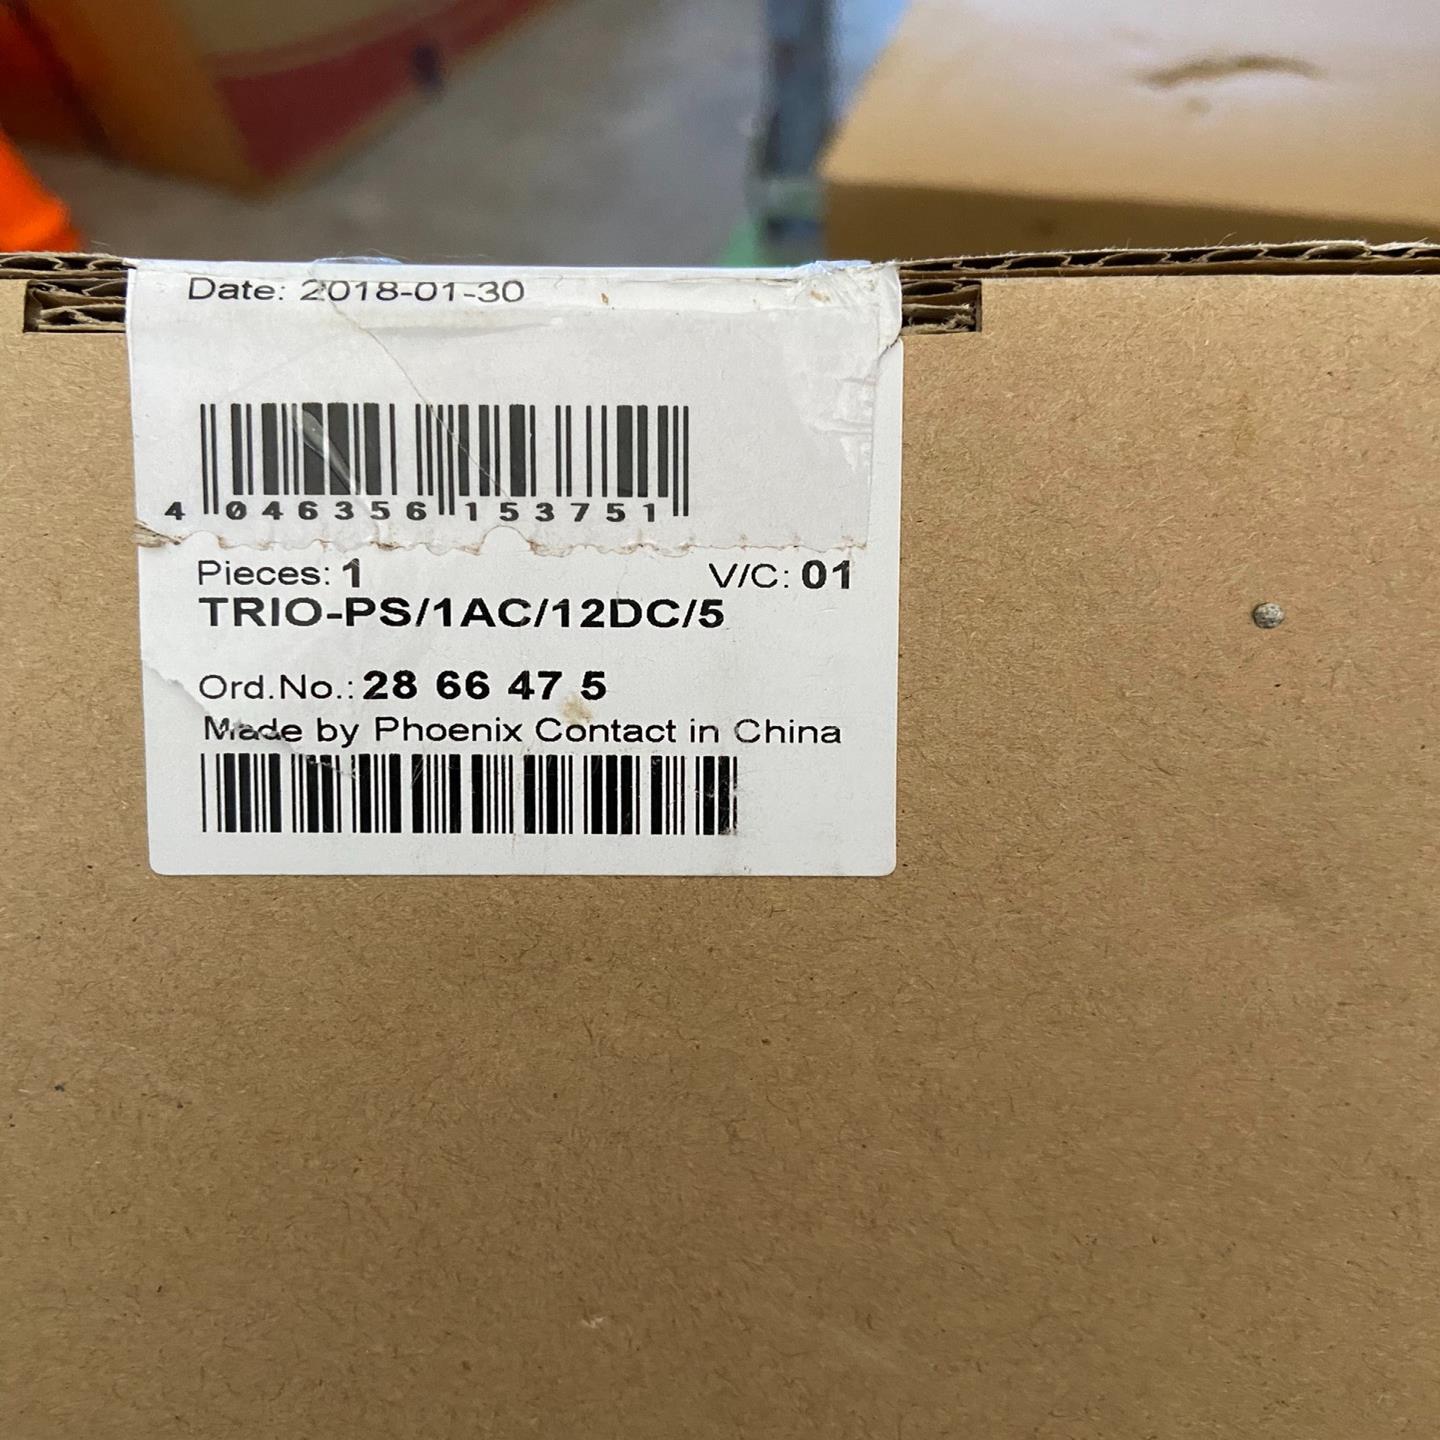 Date: 2018-01-30
4 046356 153751
Pieces: 1 V/C: 01
TRIO-PS/1AC/12DC/5
Ord.No.: 28 66 47 5
Made by Phoenix Contact in China